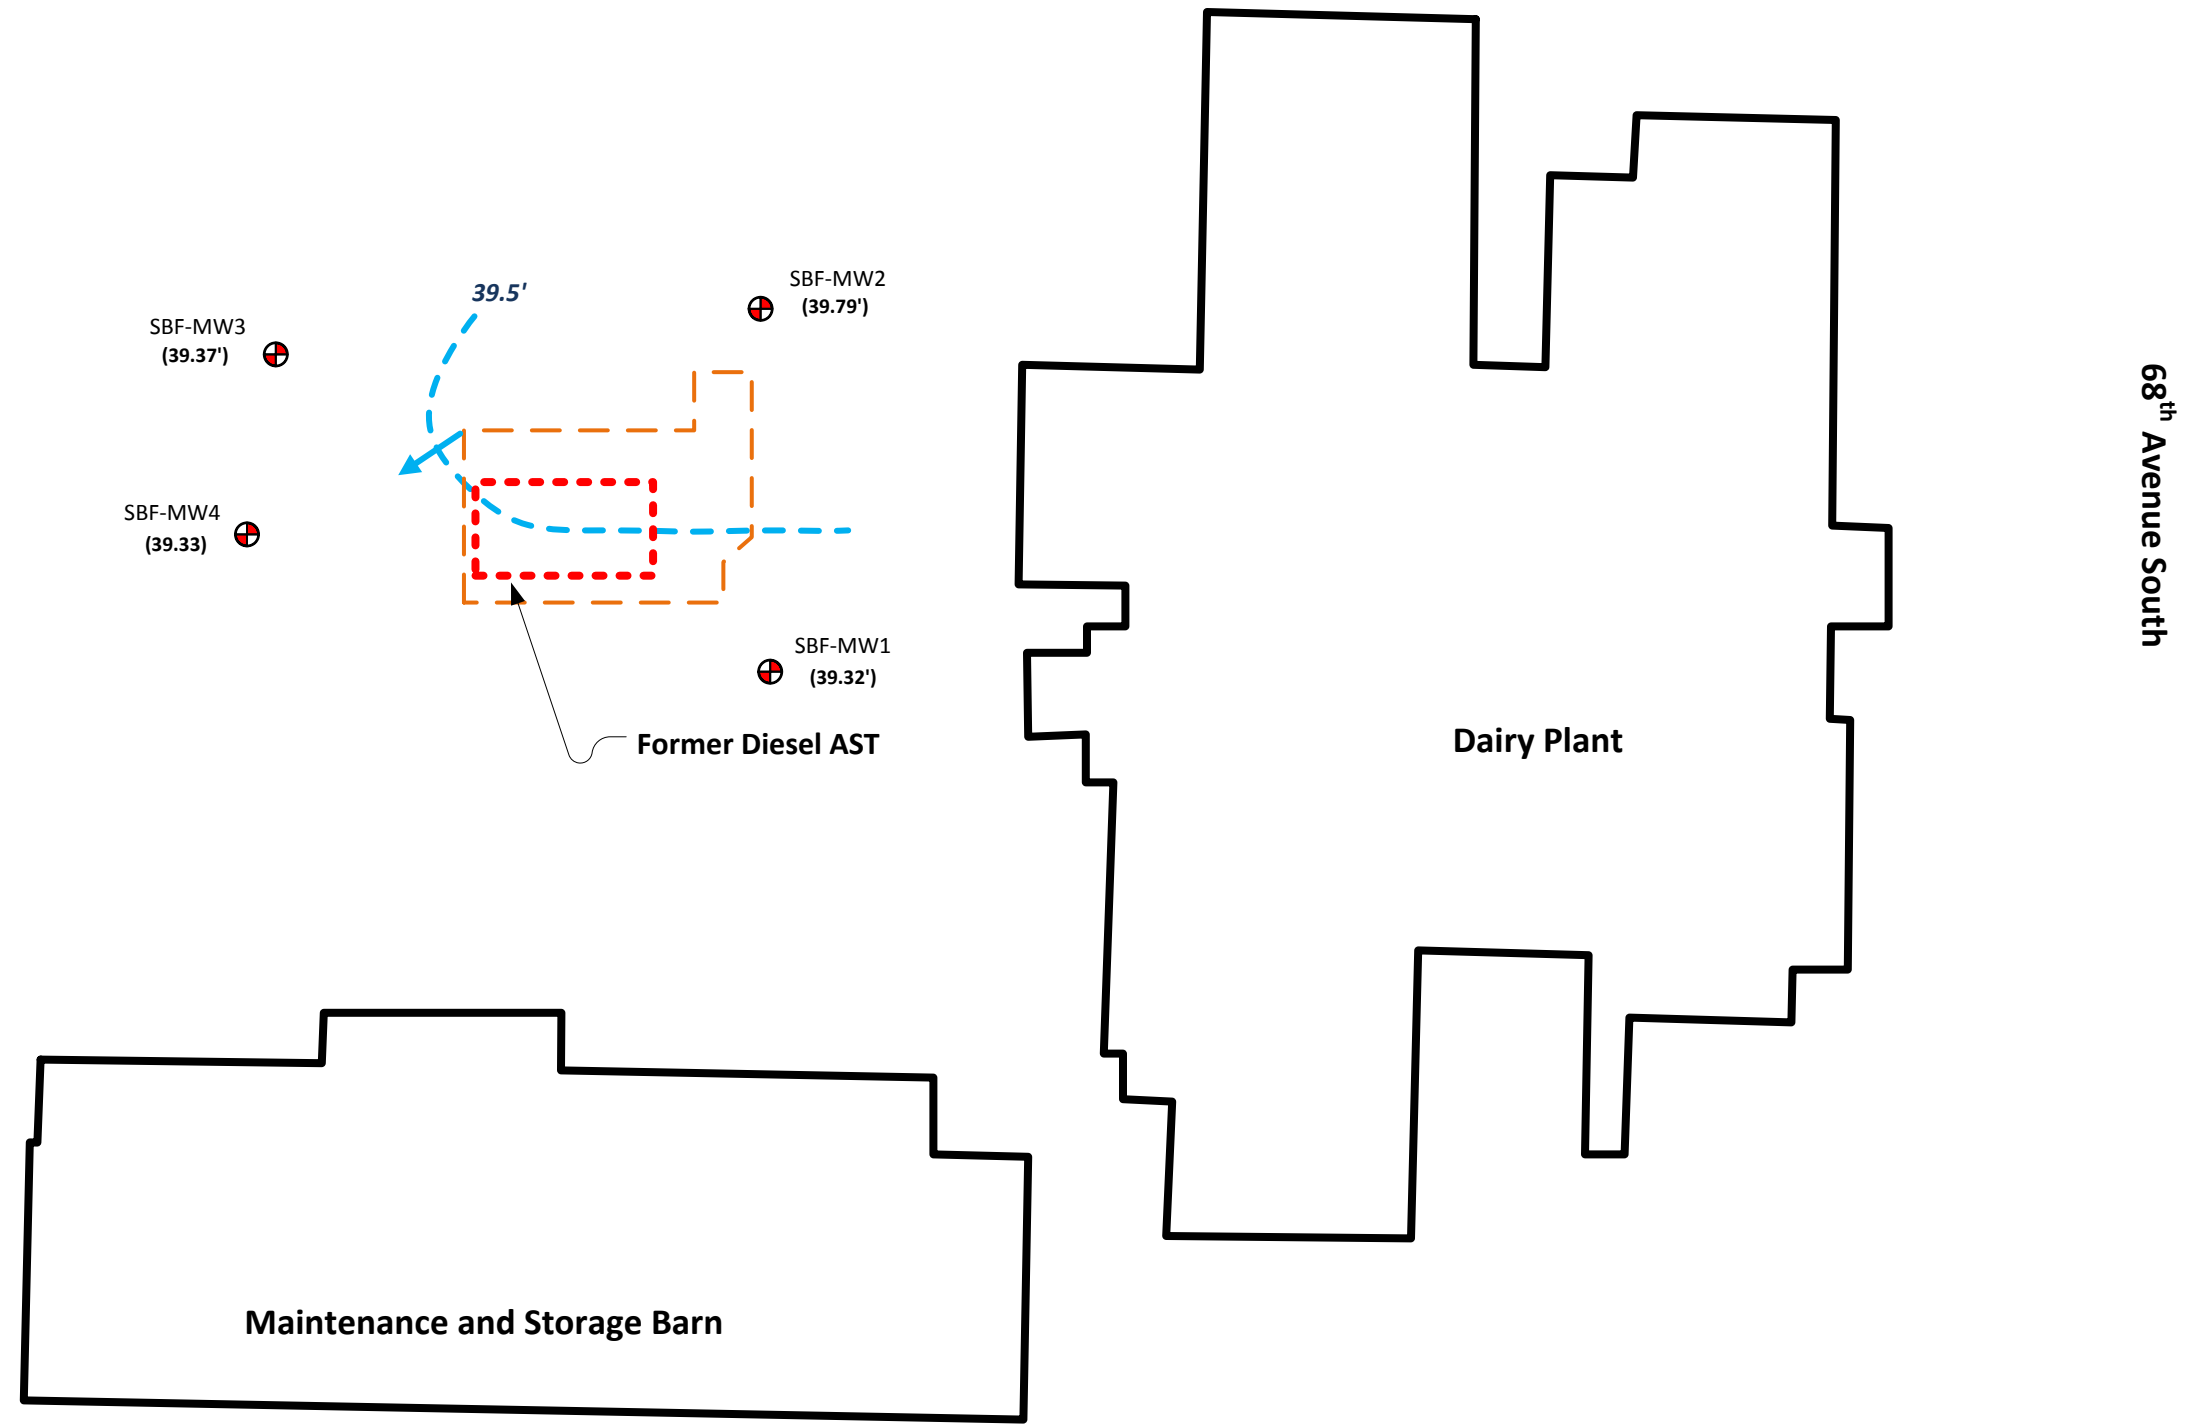 39.5'
SBF-MW2
(39.79')
SBF-MW3
(39.37')
SBF-MW4
(39.33)
SBF-MW1
(39.32')
Former Diesel AST
Dairy Plant
68th Avenue South
Maintenance and Storage Barn